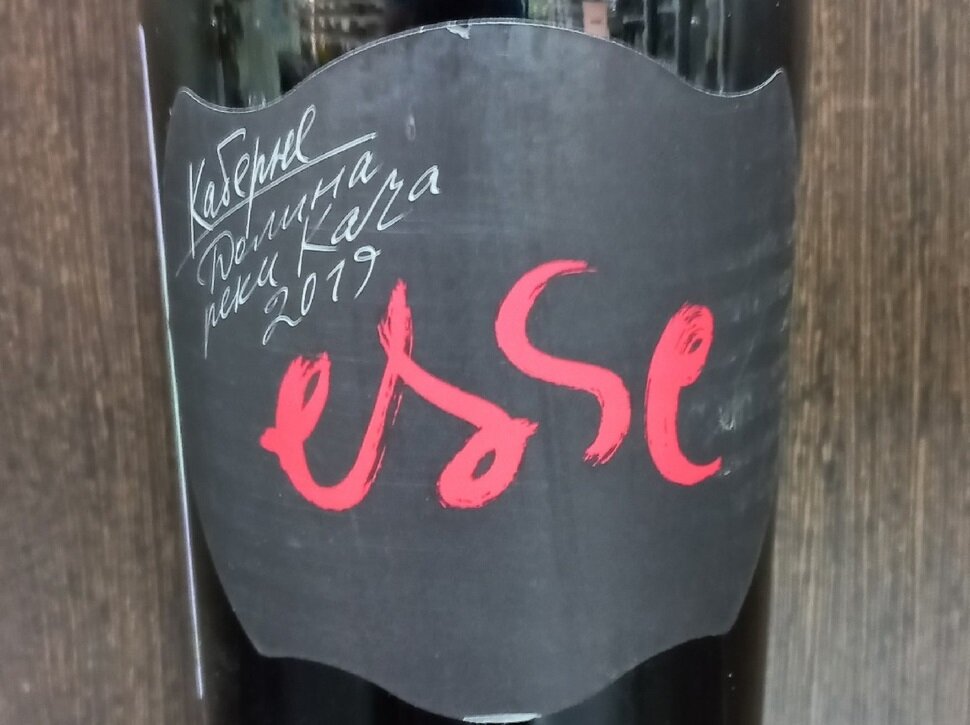 Каберне
Долина
реки Кача
2019
esse